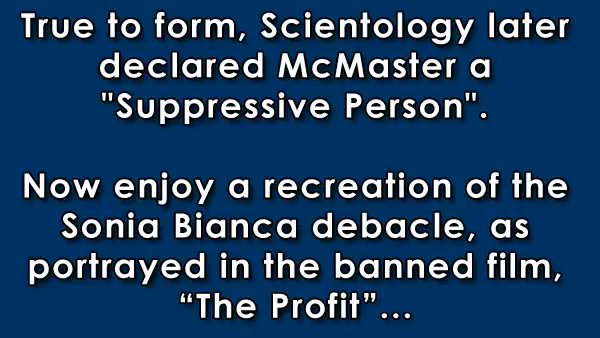 True to form, Scientology later
declared McMaster a
"Suppressive Person".
Now enjoy a recreation of the
Sonia Bianca debacle, as
portrayed in the banned film,
“The Profit”...